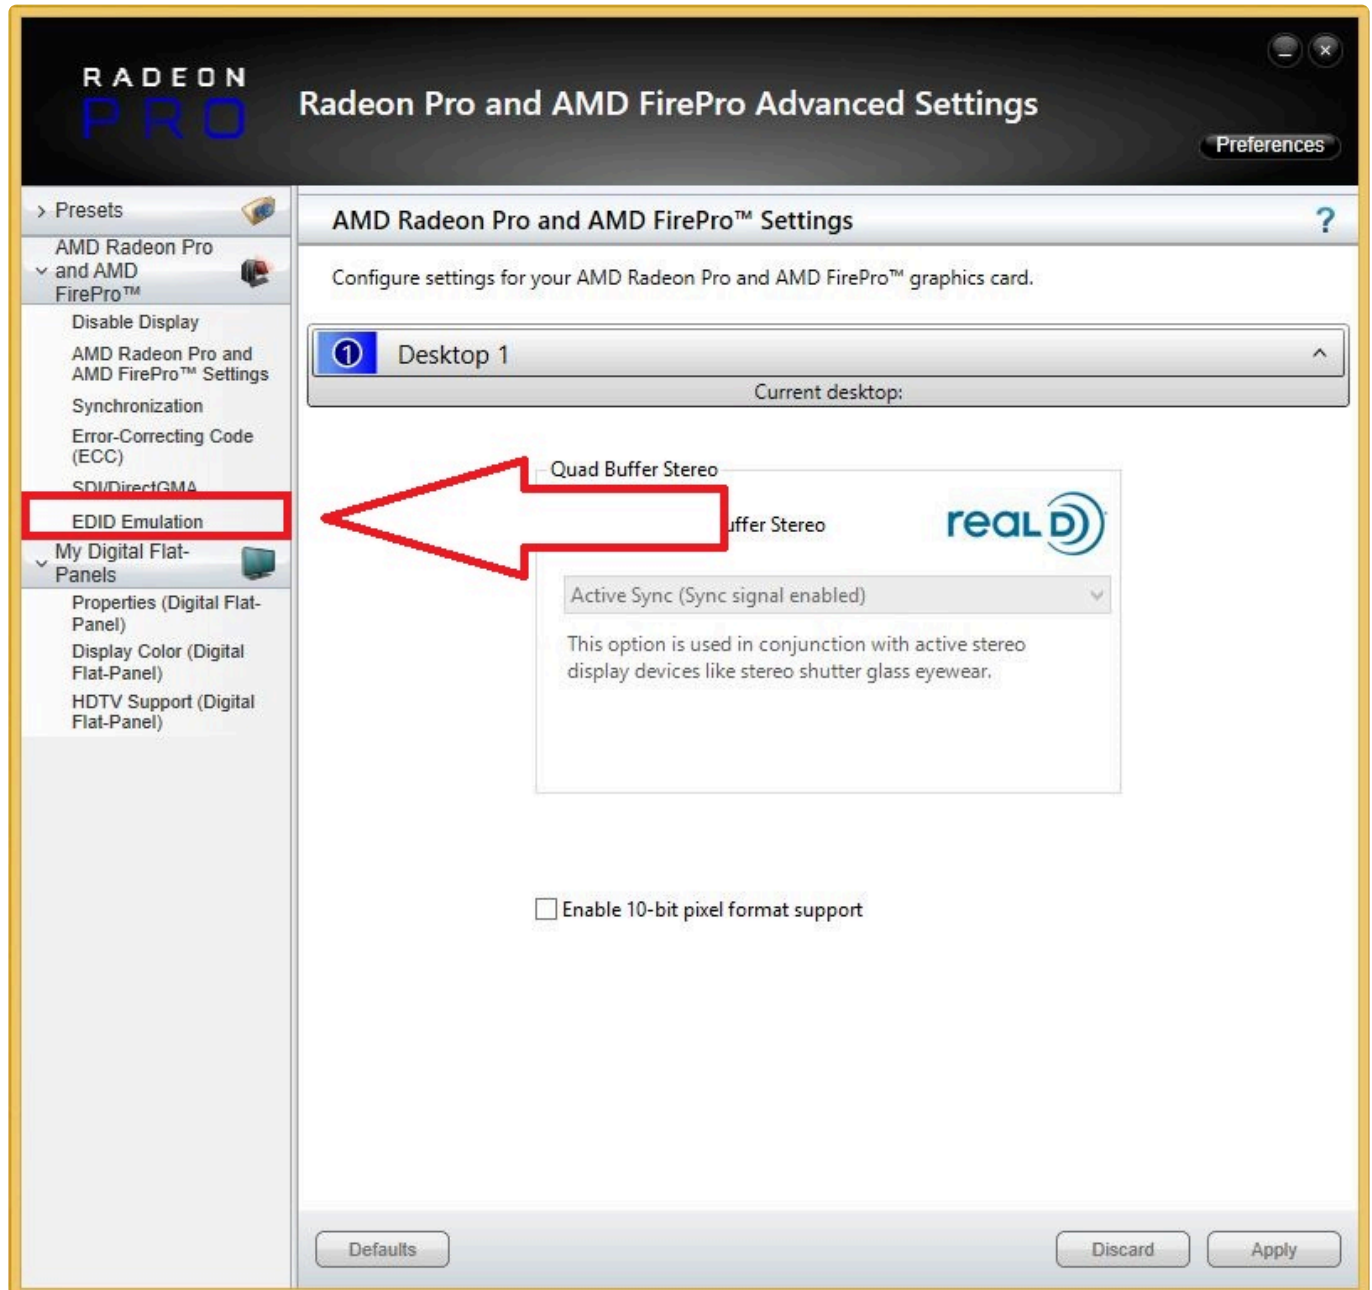 RADEON
PRO
Radeon Pro and AMD FirePro Advanced Settings
Preferences
Presets
AMD Radeon Pro
and AMD
FirePro™
Disable Display
AMD Radeon Pro and
AMD FirePro™ Settings
Synchronization
Error-Correcting Code
(ECC)
SDI/DirectGMA
EDID Emulation
My Digital Flat-
Panels
Properties (Digital Flat-
Panel)
Display Color (Digital
Flat-Panel)
HDTV Support (Digital
Flat-Panel)
AMD Radeon Pro and AMD FirePro™ Settings
?
Configure settings for your AMD Radeon Pro and AMD FirePro™ graphics card.
1 Desktop 1
Current desktop:
Quad Buffer Stereo
uffer Stereo
REAL D
Active Sync (Sync signal enabled)
This option is used in conjunction with active stereo
display devices like stereo shutter glass eyewear.
Enable 10-bit pixel format support
Defaults
Discard
Apply